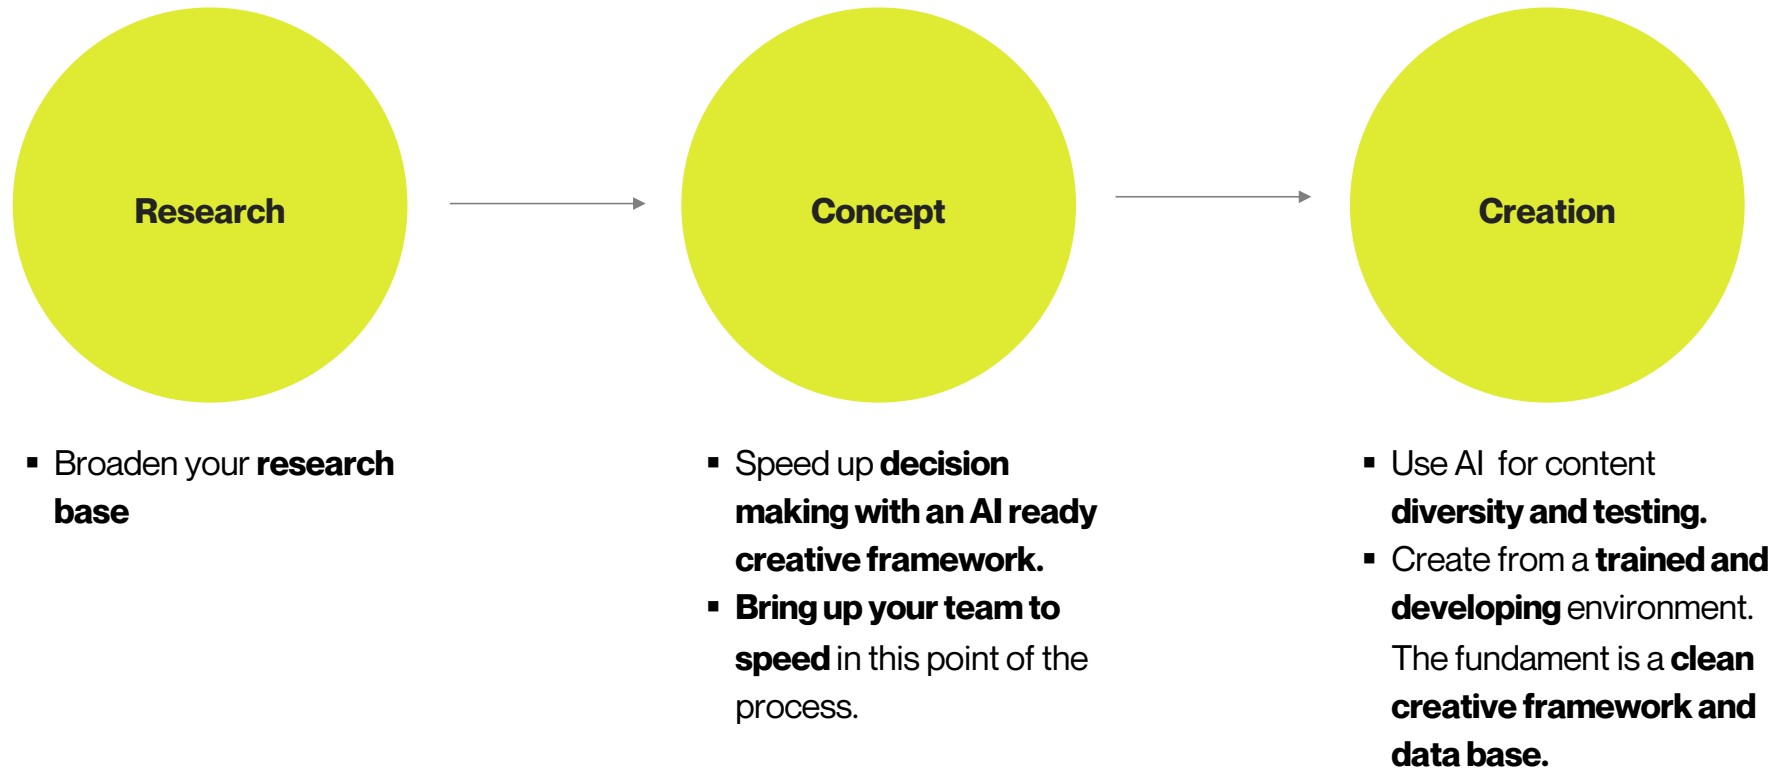 Research
Concept
Creation
▪ Broaden your research
base
▪ Speed up decision
making with an AI ready
creative framework.
▪ Bring up your team to
speed in this point of the
process.
▪ Use AI  for content
diversity and testing.
▪ Create from a trained and
developing environment.
The fundament is a clean
creative framework and
data base.